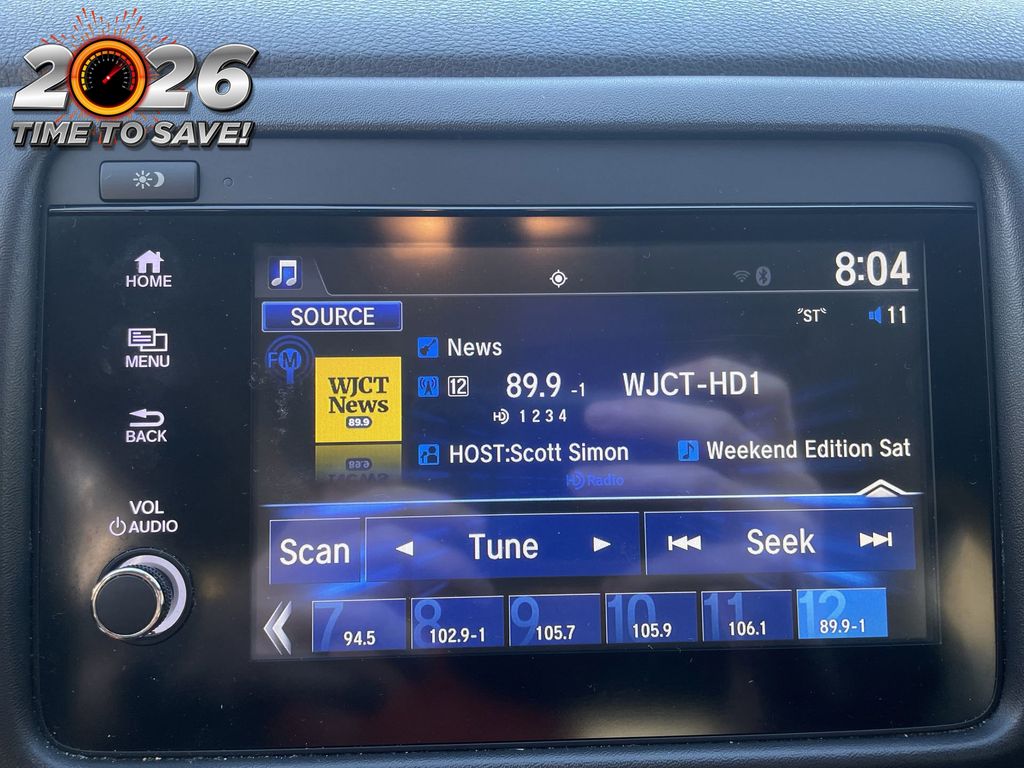 2026
TIME TO SAVE!
HOME
MENU
BACK
VOL
AUDIO
8:04
SOURCE
"ST"
11
FM
WJCT
News
89.9
News
12 89.9 -1 WJCT-HD1
HD 1 2 3 4
HOST:Scott Simon
Weekend Edition Sat
HD Radio
Scan
Tune
Seek
7 94.5
8 102.9-1
9 105.7
10 105.9
11 106.1
12 89.9-1